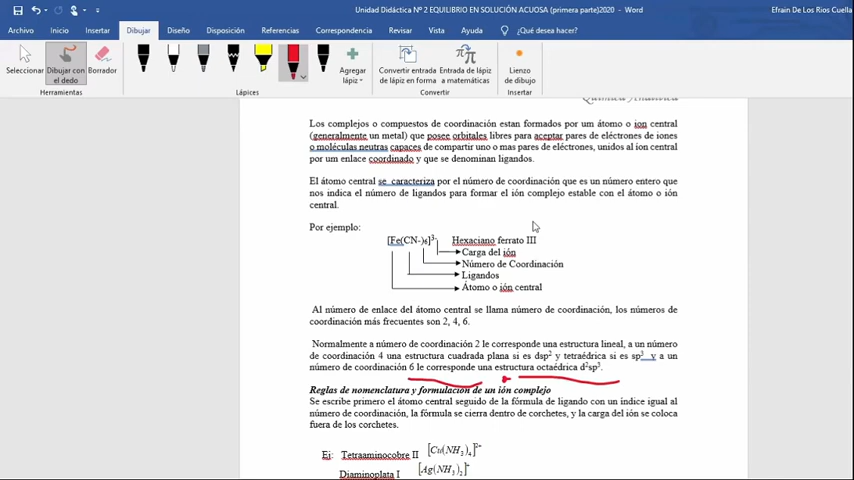 Unidad Didáctica Nº 2 EQUILIBRIO EN SOLUCIÓN ACUOSA (primera parte)2020 - Word
Efrain De Los Rios Cuella
Archivo Inicio Insertar Dibujar Diseño Disposición Referencias Correspondencia Revisar Vista Ayuda ¿Qué desea hacer?
Seleccionar
Dibujar con el dedo
Borrador
Agregar lápiz
Convertir entrada de lápiz en forma
Entrada de lápiz a matemáticas
Lienzo de dibujo
Herramientas Lápices Convertir Insertar
Química Analítica
Los complejos o compuestos de coordinación estan formados por um átomo o ion central
(generalmente un metal) que posee orbitales libres para aceptar pares de eléctrones de iones
o moléculas neutras capaces de compartir uno o mas pares de eléctrones, unidos al íon central
por um enlace coordinado y que se denominan ligandos.
El átomo central se caracteriza por el número de coordinación que es un número entero que
nos indica el número de ligandos para formar el íon complejo estable con el átomo o íon
central.
Por ejemplo:
[Fe(CN-)6]3- Hexaciano ferrato III
Carga del íon
Número de Coordinación
Ligandos
Átomo o íón central
Al número de enlace del átomo central se llama número de coordinación, los números de
coordinación más frecuentes son 2, 4, 6.
Normalmente a número de coordinación 2 le corresponde una estructura lineal, a un número
de coordinación 4 una estructura cuadrada plana si es dsp2 y tetraédrica si es sp3 y a un
número de coordinación 6 le corresponde una estructura octaédrica d2sp3.
Reglas de nomenclatura y formulación de un ión complejo
Se escribe primero el átomo central seguido de la fórmula de ligando con un indice igual al
número de coordinación, la fórmula se cierra dentro de corchetes, y la carga del íon se coloca
fuera de los corchetes.
Ej: Tetraaminocobre II [Cu(NH3)4]2+
Diaminoplata I [Ag(NH3)2]+